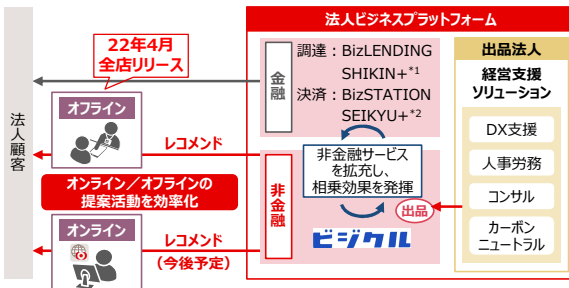 法人ビジネスプラットフォーム
22年4月
全店リリース
金融
調達：BizLENDING
SHIKIN+*1
決済：BizSTATION
SEIKYU+*2
出品法人
経営支援
ソリューション
DX支援
人事労務
コンサル
カーボン
ニュートラル
法人顧客
オフライン
レコメンド
非金融サービス
を拡充し、
相乗効果を発揮
オンライン／オフラインの
提案活動を効率化
非金融
出品
ビジクル
オンライン
レコメンド
（今後予定）